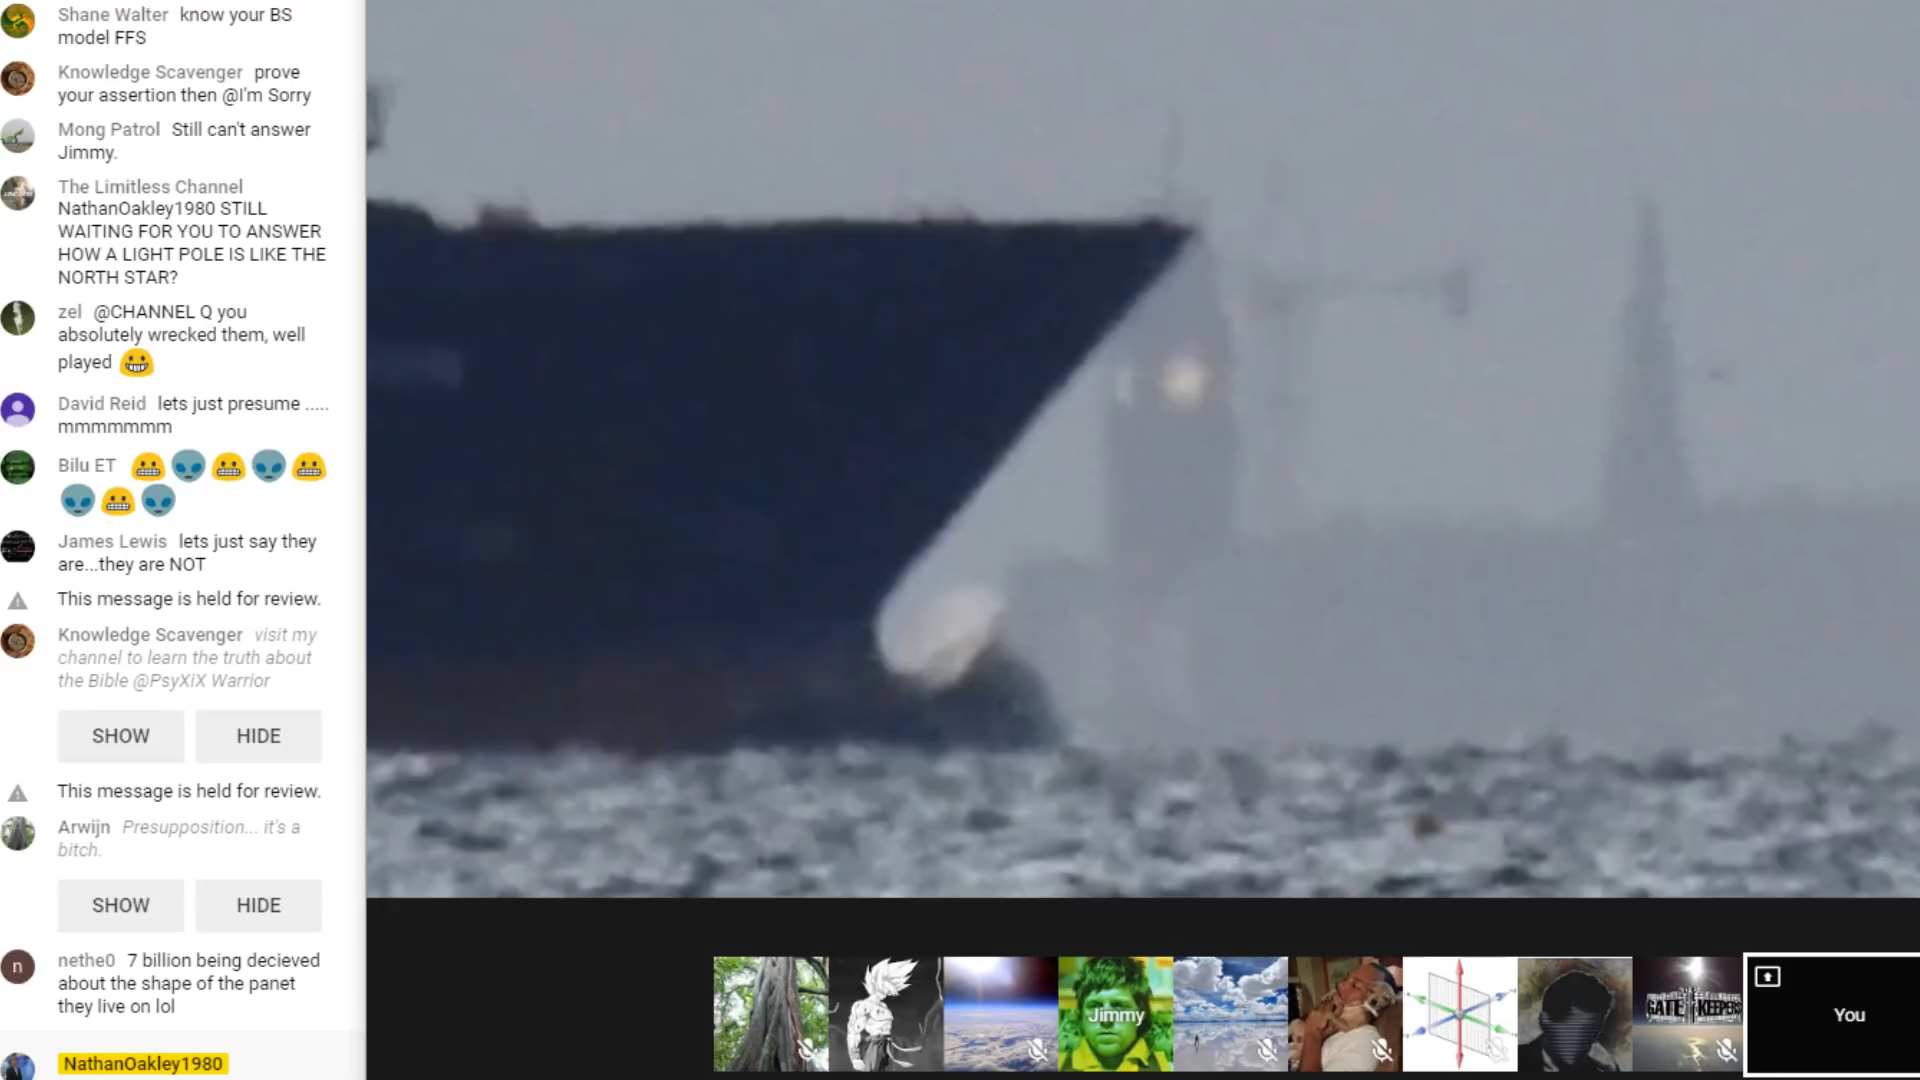 Shane Walter know your BS
model FFS
Knowledge Scavenger prove
your assertion then @I'm Sorry
Mong Patrol Still can't answer
Jimmy.
The Limitless Channel
NathanOakley1980 STILL
WAITING FOR YOU TO ANSWER
HOW A LIGHT POLE IS LIKE THE
NORTH STAR?
zel @CHANNEL Q you
absolutely wrecked them, well
played
David Reid lets just presume .....
mmmmmmm
Bilu ET
James Lewis lets just say they
are...they are NOT
This message is held for review.
Knowledge Scavenger visit my
channel to learn the truth about
the Bible @PsyXiX Warrior
SHOW HIDE
This message is held for review.
Arwijn Presupposition... it's a
bitch.
SHOW HIDE
n nethe0 7 billion being decieved
about the shape of the panet
they live on lol
NathanOakley1980
Jimmy
GATE KEEPERS
You